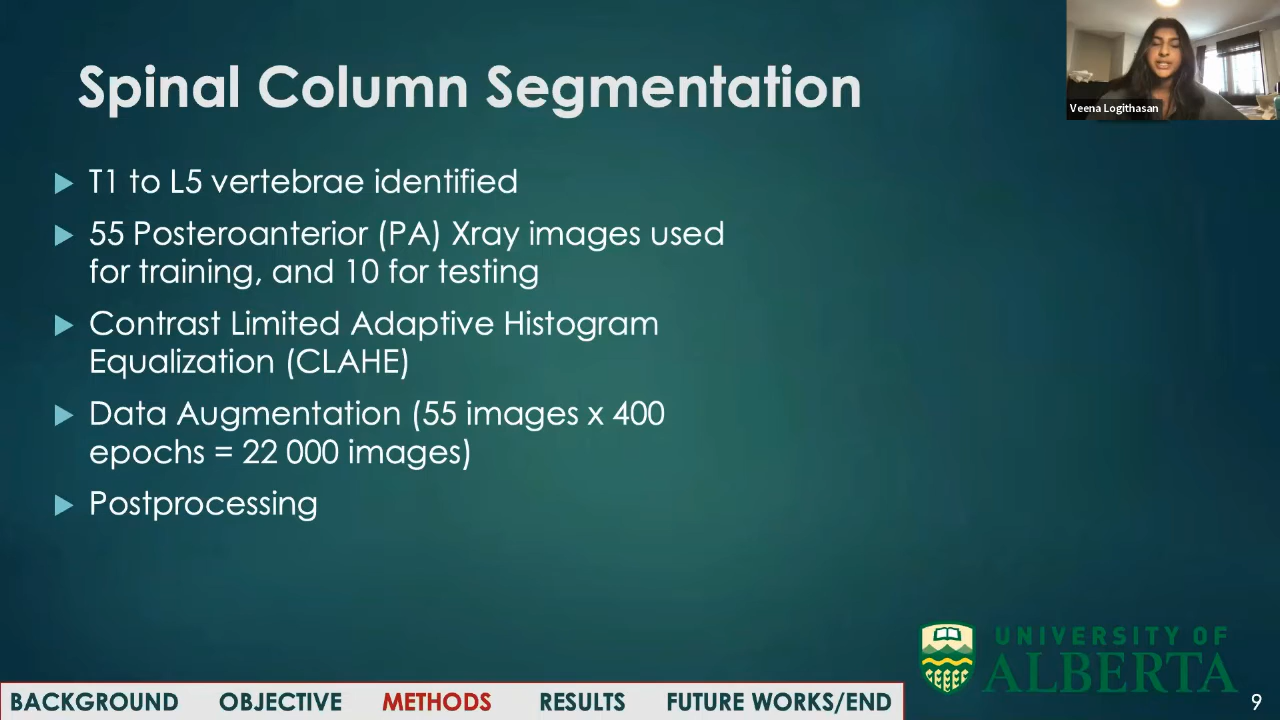 Spinal Column Segmentation
Veena Logithasan
T1 to L5 vertebrae identified
55 Posteroanterior (PA) Xray images used
for training, and 10 for testing
Contrast Limited Adaptive Histogram
Equalization (CLAHE)
Data Augmentation (55 images x 400
epochs = 22 000 images)
Postprocessing
UNIVERSITY OF
ALBERTA
BACKGROUND OBJECTIVE METHODS RESULTS FUTURE WORKS/END
9